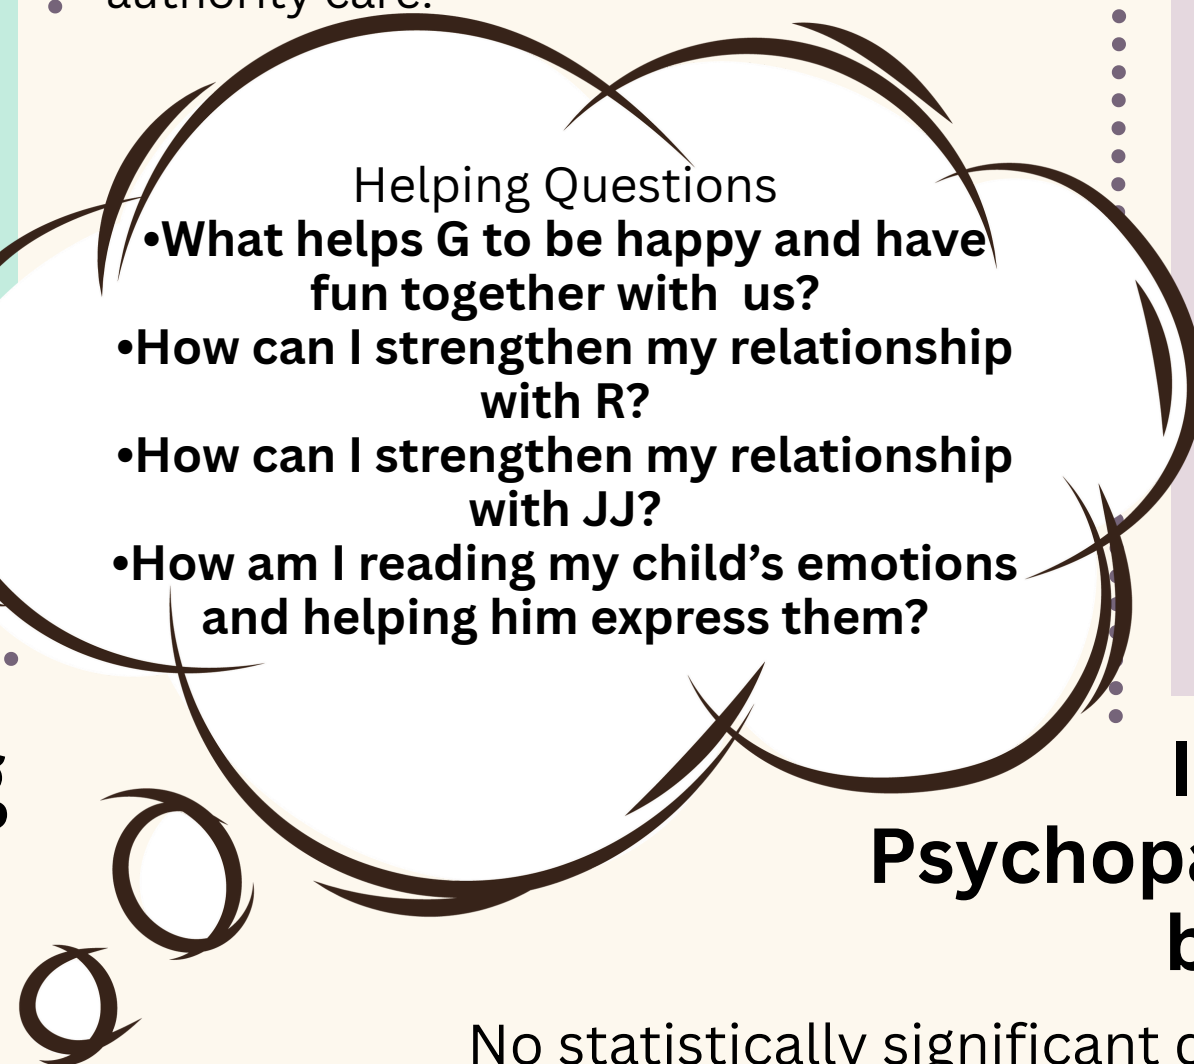 authority care.
Helping Questions
•What helps G to be happy and have
fun together with  us?
•How can I strengthen my relationship
with R?
•How can I strengthen my relationship
with JJ?
•How am I reading my child’s emotions
and helping him express them?
No statistically significant